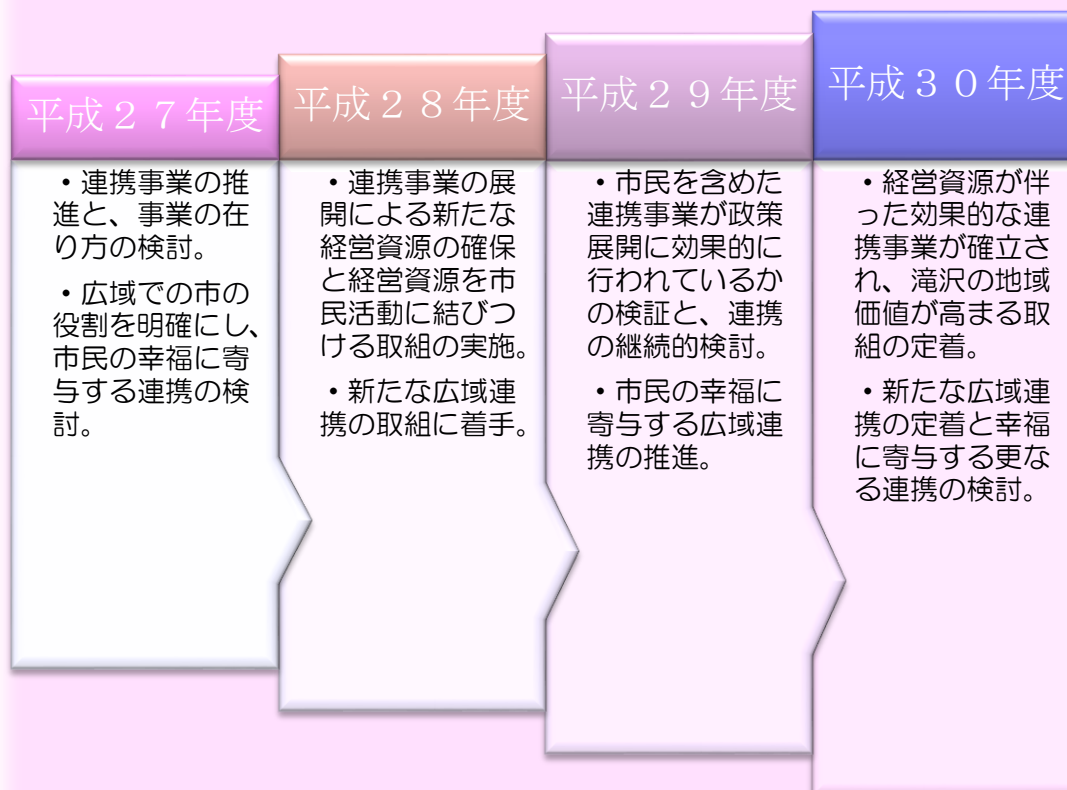 平成２７年度
・連携事業の推
進と、事業の在
り方の検討。
・広域での市の
役割を明確にし、
市民の幸福に寄
与する連携の検
討。
平成２８年度
・連携事業の展
開による新たな
経営資源の確保
と経営資源を市
民活動に結びつ
ける取組の実施。
・新たな広域連
携の取組に着手。
平成２９年度
・市民を含めた
連携事業が政策
展開に効果的に
行われているか
の検証と、連携
の継続的検討。
・市民の幸福に
寄与する広域連
携の推進。
平成３０年度
・経営資源が伴
った効果的な連
携事業が確立さ
れ、滝沢の地域
価値が高まる取
組の定着。
・新たな広域連
携の定着と幸福
に寄与する更な
る連携の検討。